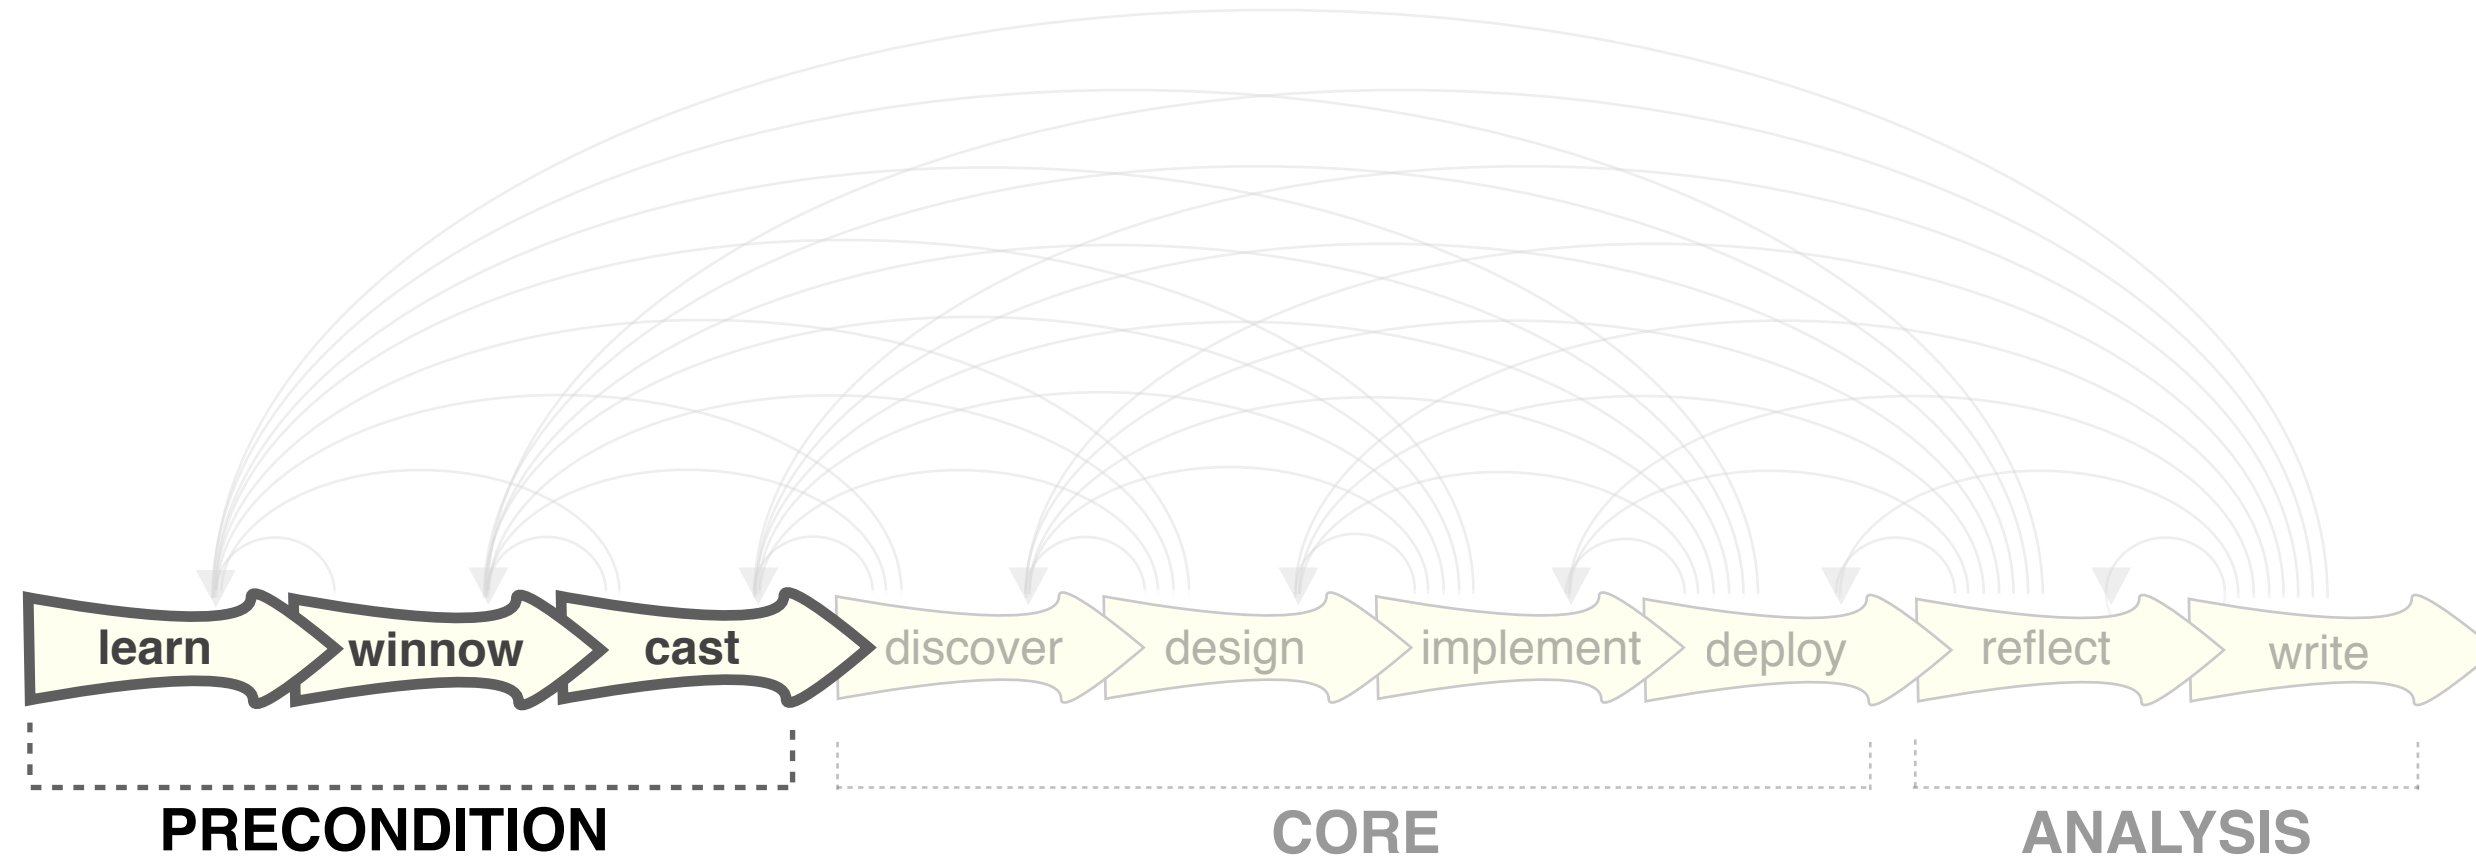 learn
winnow
cast
discover
design
implement
deploy
reflect
write
PRECONDITION
CORE
ANALYSIS